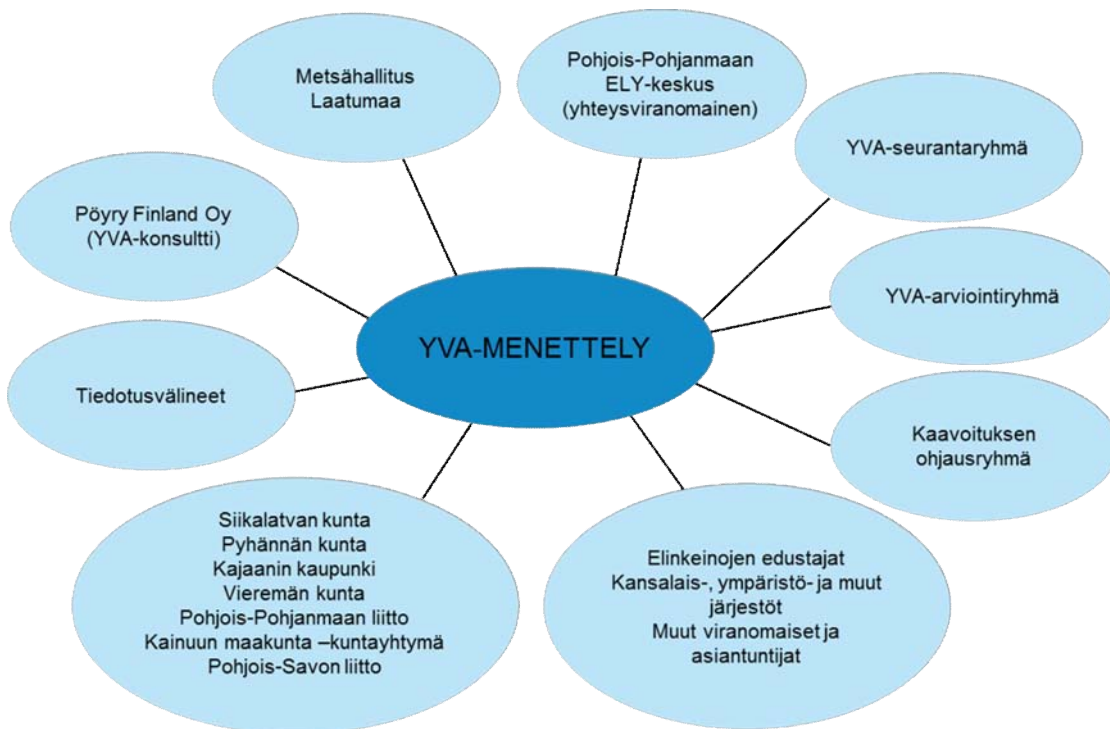 Metsähallitus
Laatumaa
Pohjois-Pohjanmaan
ELY-keskus
(yhteysviranomainen)
YVA-seurantaryhmä
Pöyry Finland Oy
(YVA-konsultti)
YVA-arviointiryhmä
YVA-MENETTELY
Tiedotusvälineet
Kaavoituksen
ohjausryhmä
Siikalatvan kunta
Pyhännän kunta
Kajaanin kaupunki
Vieremän kunta
Pohjois-Pohjanmaan liitto
Kainuun maakunta –kuntayhtymä
Pohjois-Savon liitto
Elinkeinojen edustajat
Kansalais-, ympäristö- ja muut
järjestöt
Muut viranomaiset ja
asiantuntijat